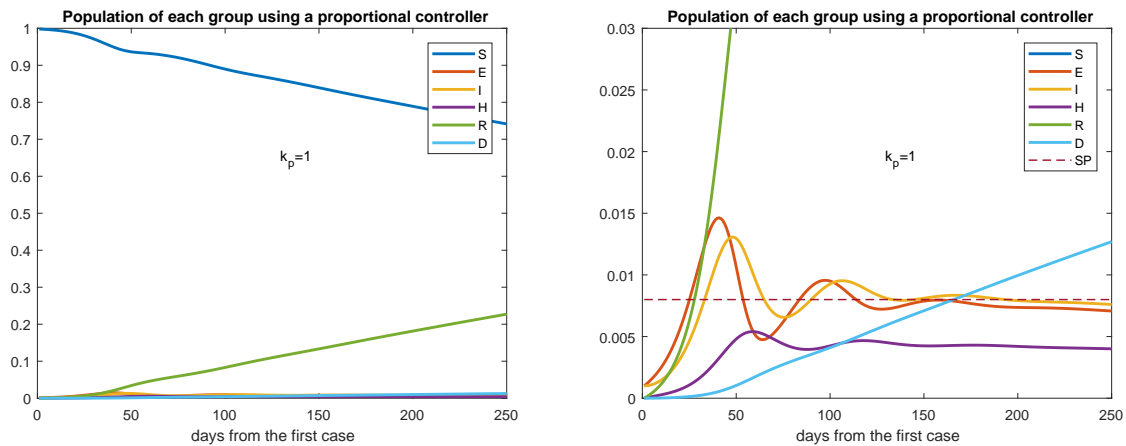 Population of each group using a proportional controller
1
0.9
0.8
0.7
0.6
0.5
0.4
0.3
0.2
0.1
0
S
E
I
H
R
D
k_p=1
0 50 100 150 200 250
days from the first case
Population of each group using a proportional controller
0.03
0.025
0.02
0.015
0.01
0.005
0
S
E
I
H
R
D
SP
k_p=1
0 50 100 150 200 250
days from the first case